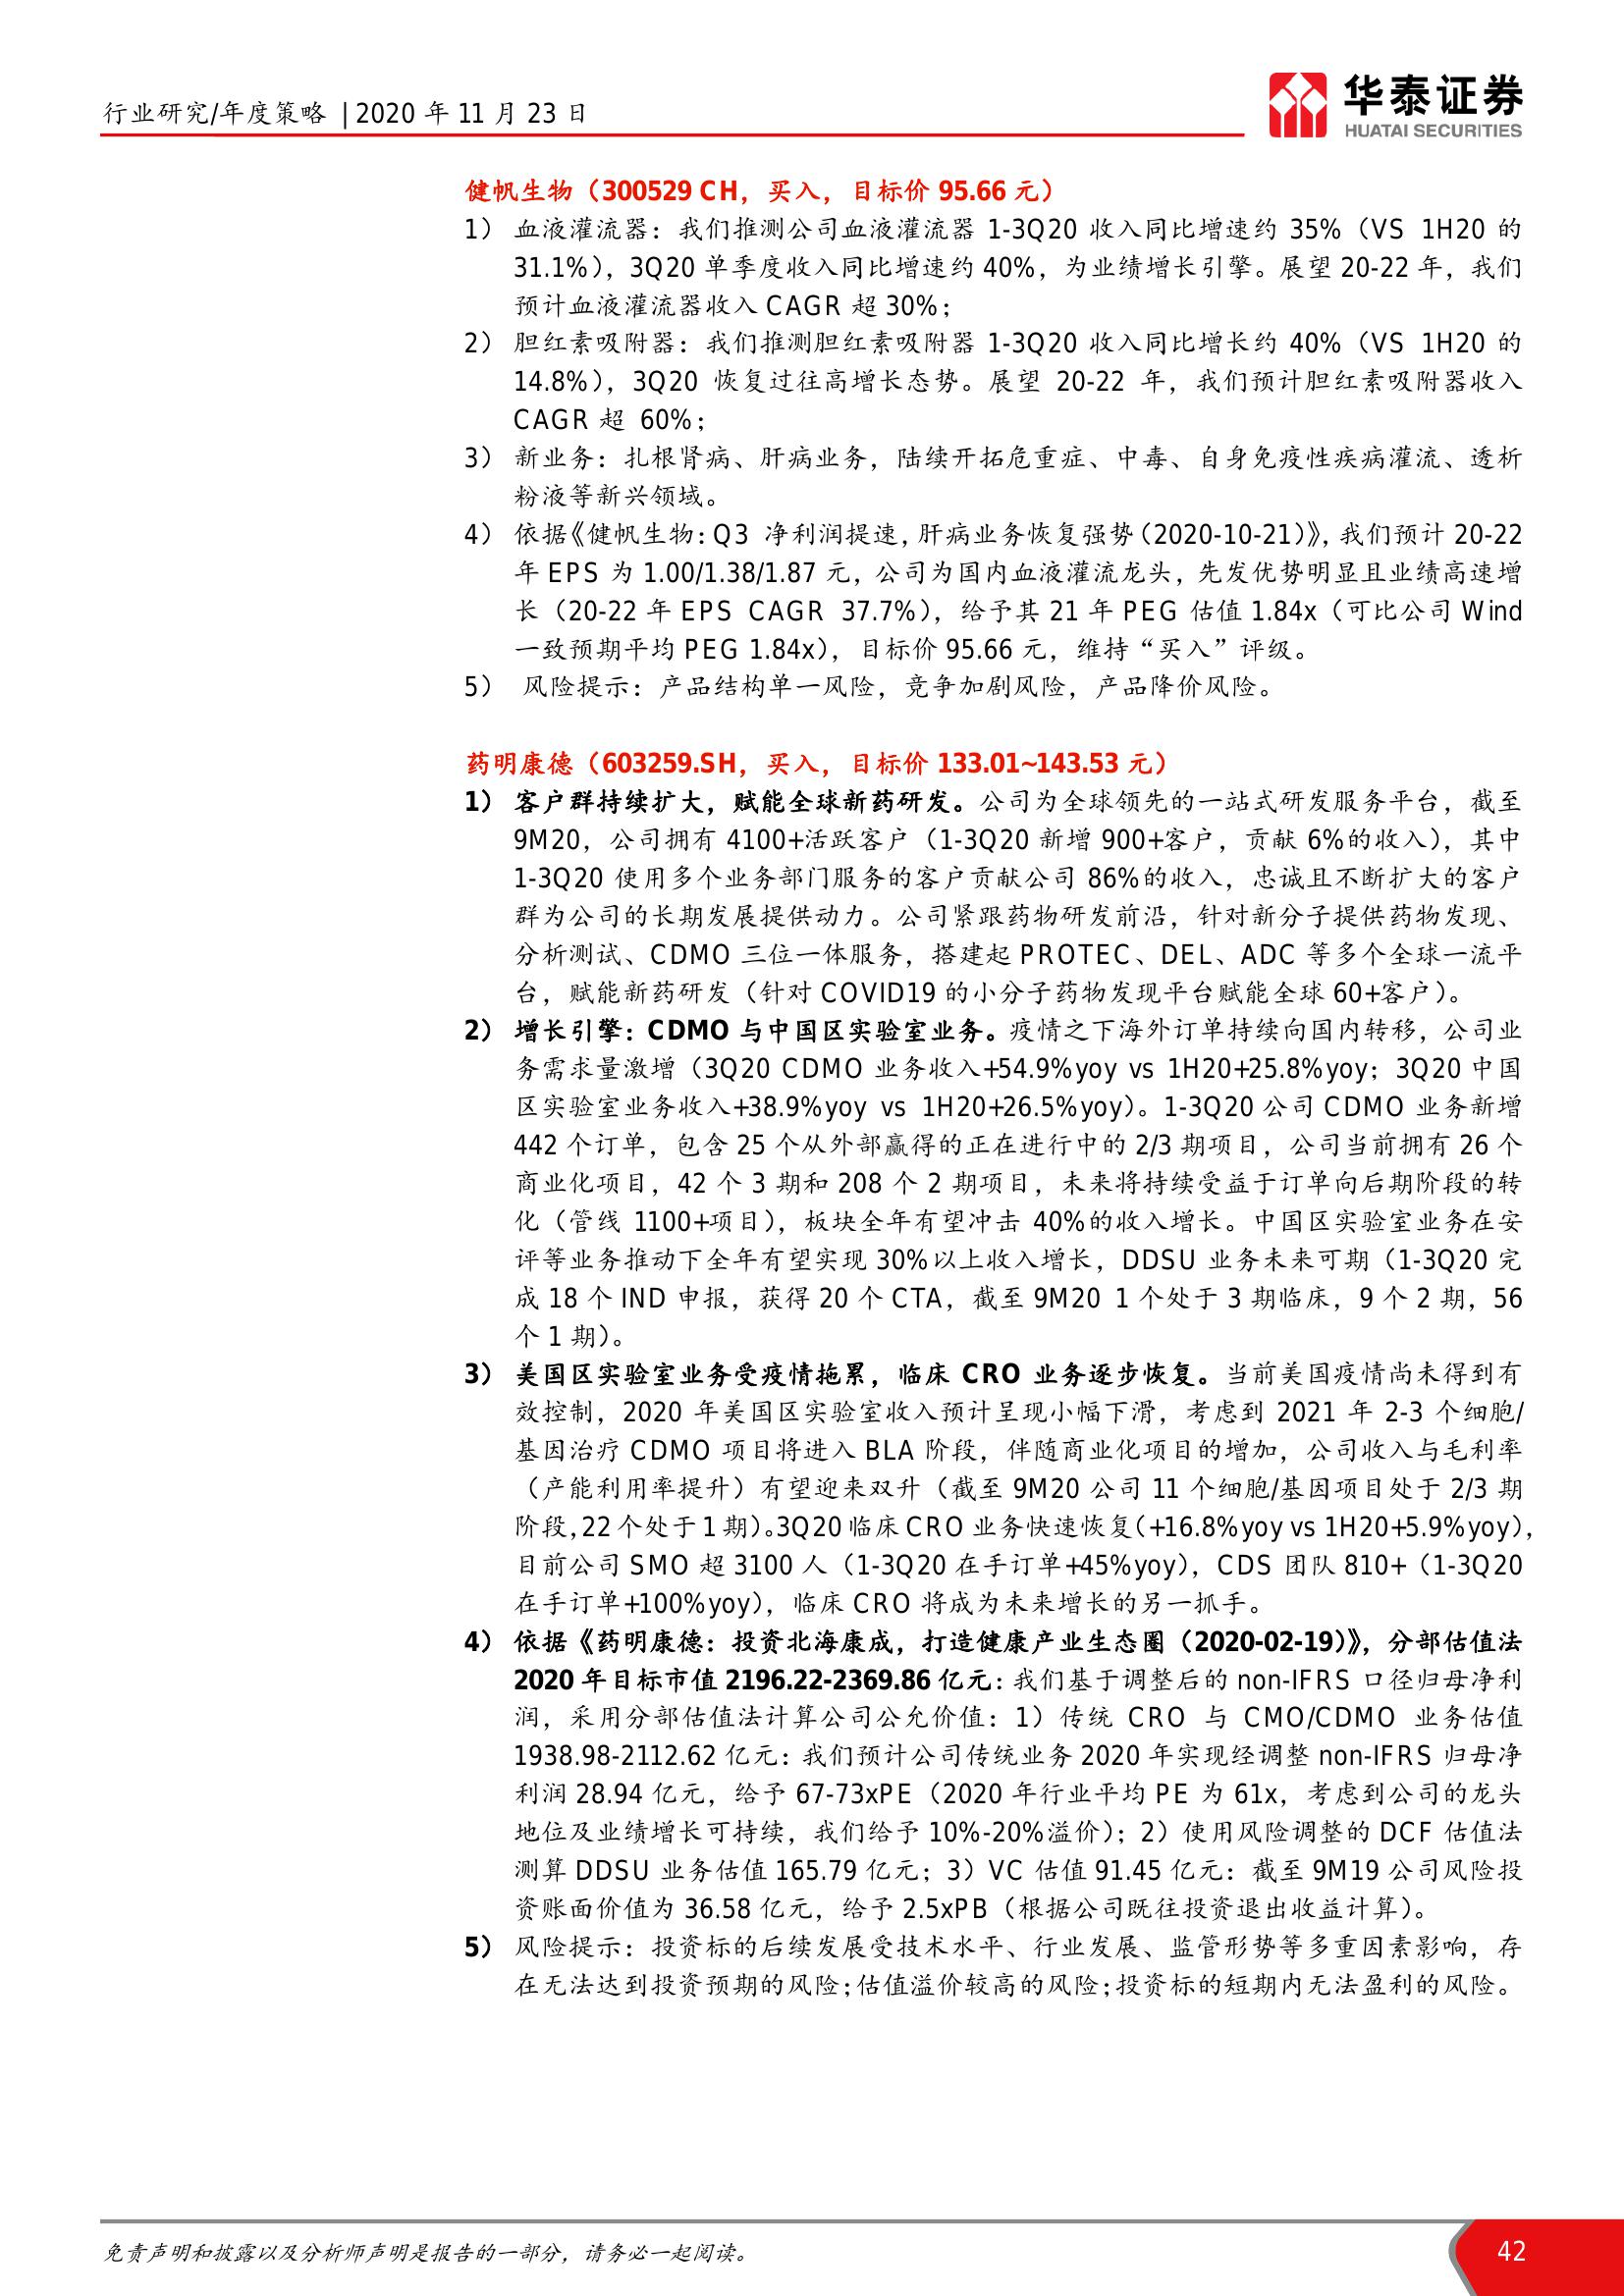 行业研究/年度策略 | 2020 年 11 月 23 日
华泰证券
HUATAI SECURITIES
健帆生物（300529 CH，买入，目标价 95.66 元）
1） 血液灌流器：我们推测公司血液灌流器 1-3Q20 收入同比增速约 35%（VS 1H20 的
31.1%），3Q20 单季度收入同比增速约 40%，为业绩增长引擎。展望 20-22 年，我们
预计血液灌流器收入 CAGR 超 30%；
2） 胆红素吸附器：我们推测胆红素吸附器 1-3Q20 收入同比增长约 40%（VS 1H20 的
14.8%），3Q20 恢复过往高增长态势。展望 20-22 年，我们预计胆红素吸附器收入
CAGR 超 60%；
3） 新业务：扎根肾病、肝病业务，陆续开拓危重症、中毒、自身免疫性疾病灌流、透析
粉液等新兴领域。
4） 依据《健帆生物：Q3 净利润提速，肝病业务恢复强势（2020-10-21）》，我们预计 20-22
年 EPS 为 1.00/1.38/1.87 元，公司为国内血液灌流龙头，先发优势明显且业绩高速增
长（20-22 年 EPS CAGR 37.7%），给予其 21 年 PEG 估值 1.84x（可比公司 Wind
一致预期平均 PEG 1.84x），目标价 95.66 元，维持“买入”评级。
5） 风险提示：产品结构单一风险，竞争加剧风险，产品降价风险。
药明康德（603259.SH，买入，目标价 133.01~143.53 元）
1） 客户群持续扩大，赋能全球新药研发。公司为全球领先的一站式研发服务平台，截至
9M20，公司拥有 4100+活跃客户（1-3Q20 新增 900+客户，贡献 6%的收入），其中
1-3Q20 使用多个业务部门服务的客户贡献公司 86%的收入，忠诚且不断扩大的客户
群为公司的长期发展提供动力。公司紧跟药物研发前沿，针对新分子提供药物发现、
分析测试、CDMO 三位一体服务，搭建起 PROTEC、DEL、ADC 等多个全球一流平
台，赋能新药研发（针对 COVID19 的小分子药物发现平台赋能全球 60+客户）。
2） 增长引擎：CDMO 与中国区实验室业务。疫情之下海外订单持续向国内转移，公司业
务需求量激增（3Q20 CDMO 业务收入+54.9%yoy vs 1H20+25.8%yoy；3Q20 中国
区实验室业务收入+38.9%yoy vs 1H20+26.5%yoy）。1-3Q20 公司 CDMO 业务新增
442 个订单，包含 25 个从外部赢得的正在进行中的 2/3 期项目，公司当前拥有 26 个
商业化项目，42 个 3 期和 208 个 2 期项目，未来将持续受益于订单向后期阶段的转
化（管线 1100+项目），板块全年有望冲击 40%的收入增长。中国区实验室业务在安
评等业务推动下全年有望实现 30%以上收入增长，DDSU 业务未来可期（1-3Q20 完
成 18 个 IND 申报，获得 20 个 CTA，截至 9M20 1 个处于 3 期临床，9 个 2 期，56
个 1 期）。
3） 美国区实验室业务受疫情拖累，临床 CRO 业务逐步恢复。当前美国疫情尚未得到有
效控制，2020 年美国区实验室收入预计呈现小幅下滑，考虑到 2021 年 2-3 个细胞/
基因治疗 CDMO 项目将进入 BLA 阶段，伴随商业化项目的增加，公司收入与毛利率
（产能利用率提升）有望迎来双升（截至 9M20 公司 11 个细胞/基因项目处于 2/3 期
阶段，22 个处于 1 期）。3Q20 临床 CRO 业务快速恢复（+16.8%yoy vs 1H20+5.9%yoy），
目前公司 SMO 超 3100 人（1-3Q20 在手订单+45%yoy），CDS 团队 810+（1-3Q20
在手订单+100%yoy），临床 CRO 将成为未来增长的另一抓手。
4） 依据《药明康德：投资北海康成，打造健康产业生态圈（2020-02-19）》，分部估值法
2020 年目标市值 2196.22-2369.86 亿元：我们基于调整后的 non-IFRS 口径归母净利
润，采用分部估值法计算公司公允价值：1）传统 CRO 与 CMO/CDMO 业务估值
1938.98-2112.62 亿元：我们预计公司传统业务 2020 年实现经调整 non-IFRS 归母净
利润 28.94 亿元，给予 67-73xPE（2020 年行业平均 PE 为 61x，考虑到公司的龙头
地位及业绩增长可持续，我们给予 10%-20%溢价）；2）使用风险调整的 DCF 估值法
测算 DDSU 业务估值 165.79 亿元；3）VC 估值 91.45 亿元：截至 9M19 公司风险投
资账面价值为 36.58 亿元，给予 2.5xPB（根据公司既往投资退出收益计算）。
5） 风险提示：投资标的后续发展受技术水平、行业发展、监管形势等多重因素影响，存
在无法达到投资预期的风险；估值溢价较高的风险；投资标的短期内无法盈利的风险。
免责声明和披露以及分析师声明是报告的一部分，请务必一起阅读。
42